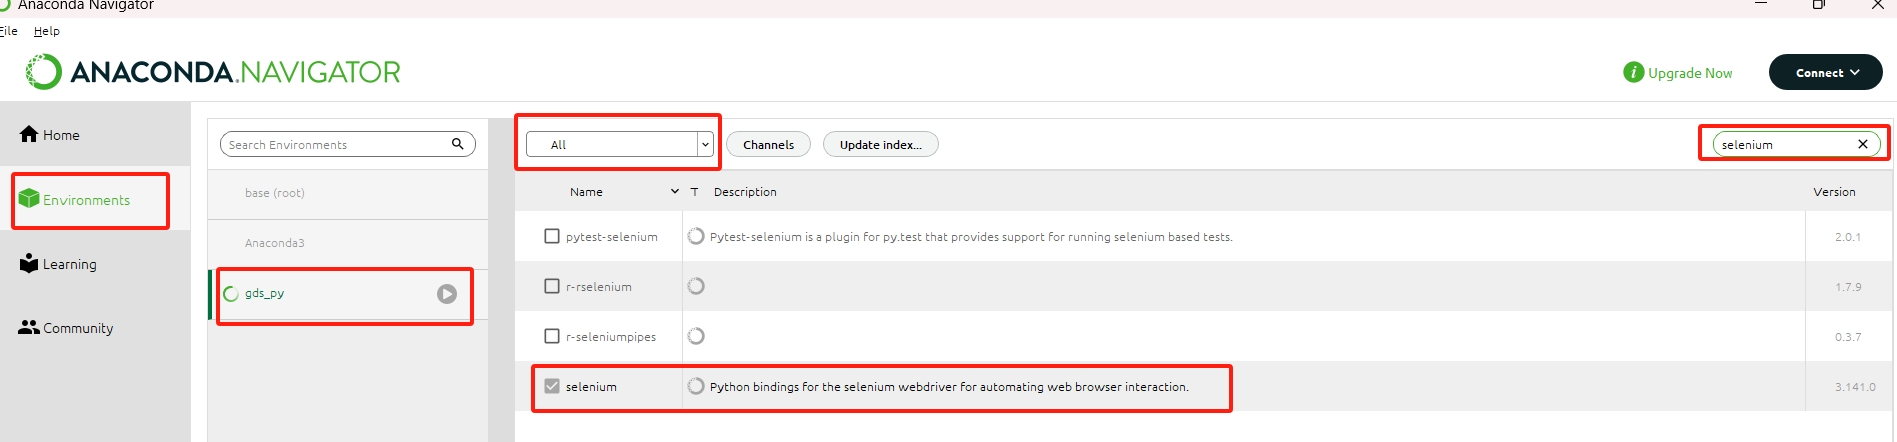 Anaconda Navigator
File Help
ANACONDA.NAVIGATOR
Upgrade Now
Connect
Home
Environments
Learning
Community
Search Environments
base (root)
Anaconda3
gds_py
All
Channels
Update index...
selenium
Name T Description Version
pytest-selenium Pytest-selenium is a plugin for py.test that provides support for running selenium based tests. 2.0.1
r-rselenium 1.7.9
r-seleniumpipes 0.3.7
selenium Python bindings for the selenium webdriver for automating web browser interaction. 3.141.0